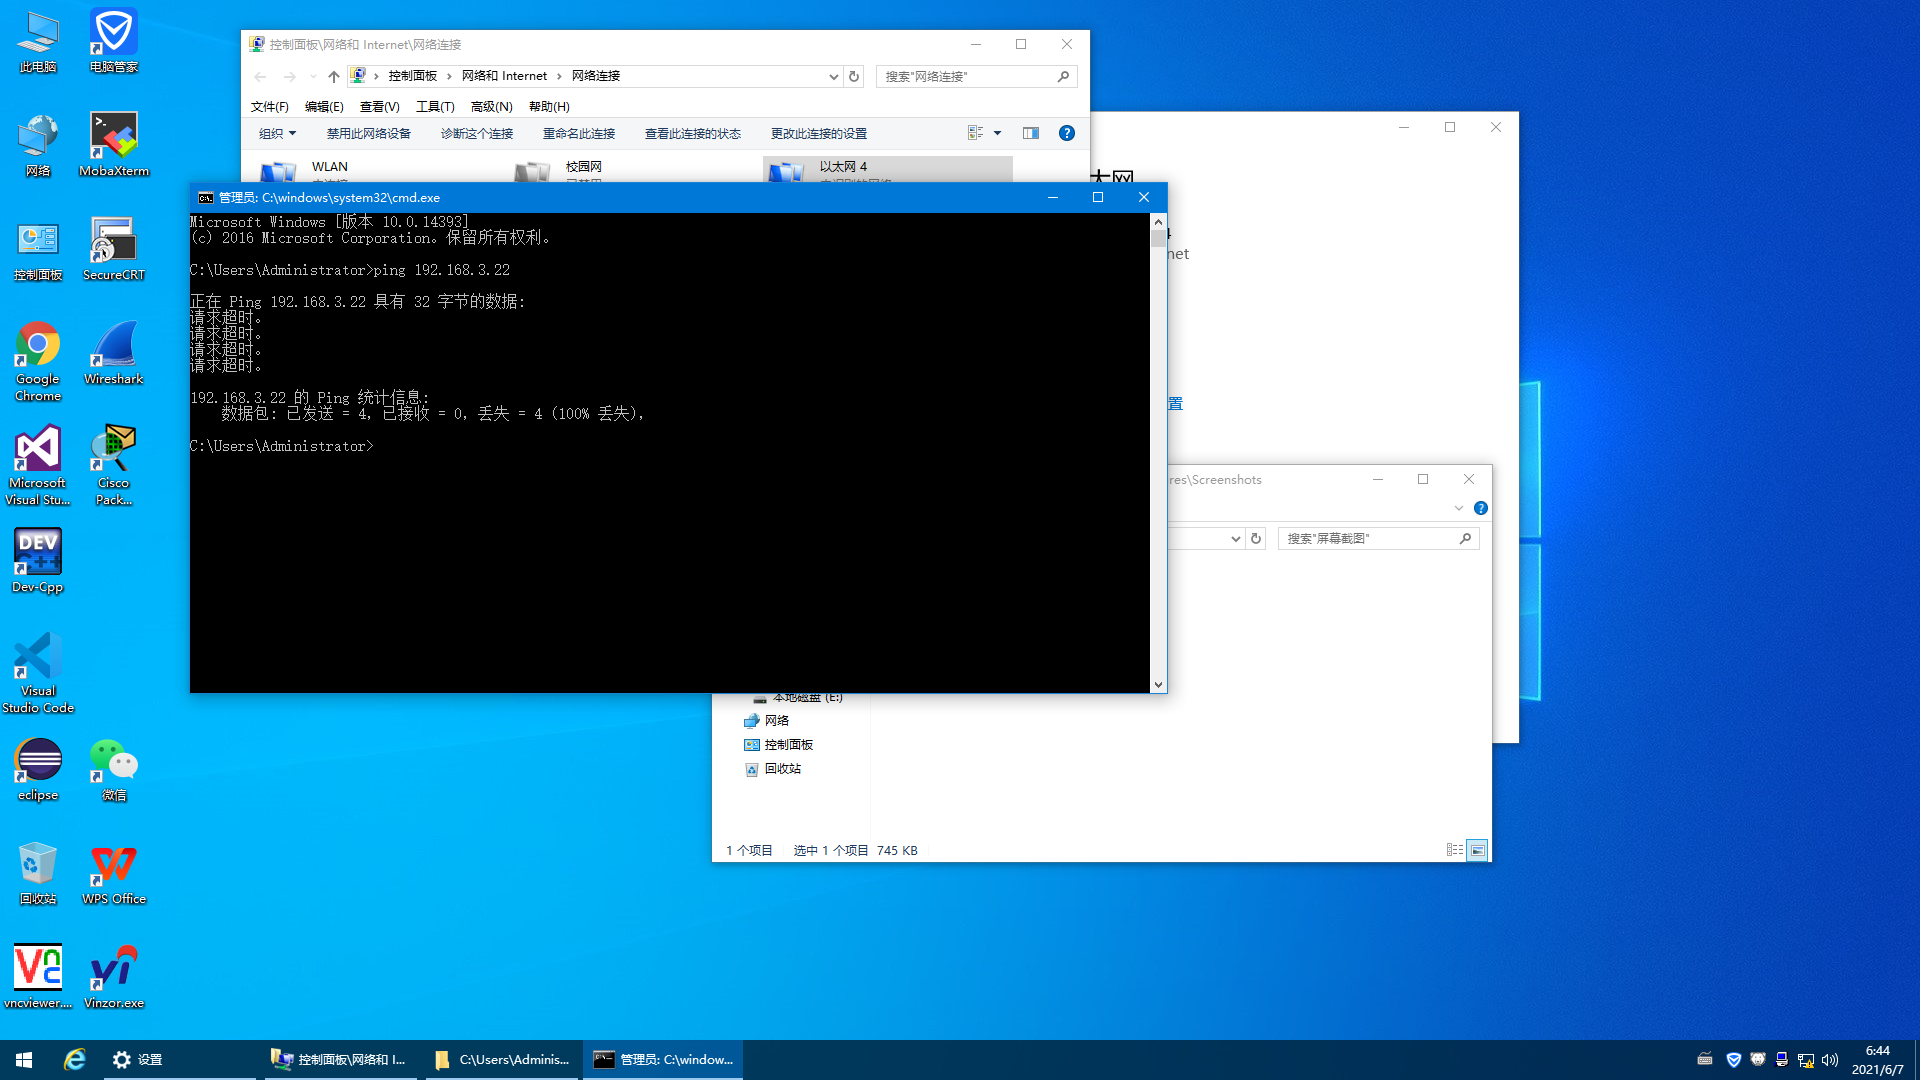 此电脑
电脑管家
网络
MobaXterm
控制面板
SecureCRT
Google
Chrome
Wireshark
Microsoft
Visual Stu...
Cisco
Pack...
Dev-Cpp
Visual
Studio Code
eclipse
微信
回收站
WPS Office
vncviewer....
Vinzor.exe
控制面板\网络和 Internet\网络连接
控制面板 › 网络和 Internet › 网络连接
搜索"网络连接"
文件(F) 编辑(E) 查看(V) 工具(T) 高级(N) 帮助(H)
组织 禁用此网络设备 诊断这个连接 重命名此连接 查看此连接的状态 更改此连接的设置
WLAN 校园网 以太网 4
管理员: C:\windows\system32\cmd.exe
Microsoft Windows [版本 10.0.14393]
(c) 2016 Microsoft Corporation。保留所有权利。
C:\Users\Administrator>ping 192.168.3.22
正在 Ping 192.168.3.22 具有 32 字节的数据:
请求超时。
请求超时。
请求超时。
请求超时。
192.168.3.22 的 Ping 统计信息:
数据包: 已发送 = 4，已接收 = 0，丢失 = 4 (100% 丢失)，
C:\Users\Administrator>
net
置
res\Screenshots
搜索"屏幕截图"
本地磁盘 (E:)
网络
控制面板
回收站
1 个项目 选中 1 个项目 745 KB
设置
控制面板\网络和 I...
C:\Users\Adminis...
管理员: C:\window...
6:44
2021/6/7